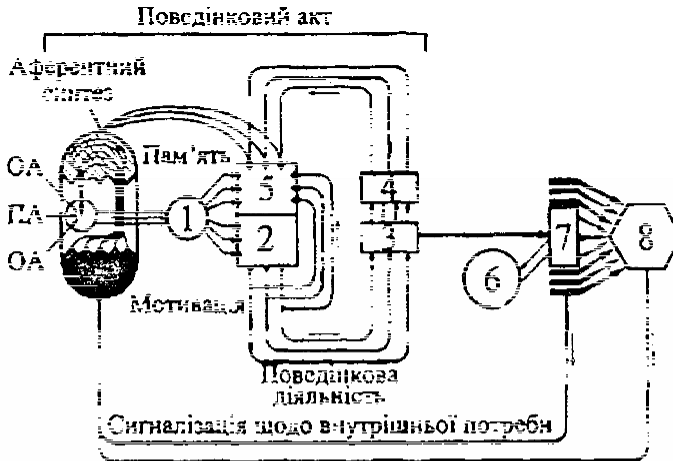 Поведінковий акт
Аферентний
синтез
Пам'ять
ОА
ПА
ОА
1
5
2
4
3
6
7
8
Мотивація
Поведінкова
діяльність
Сигналізація щодо внутрішньої потреби